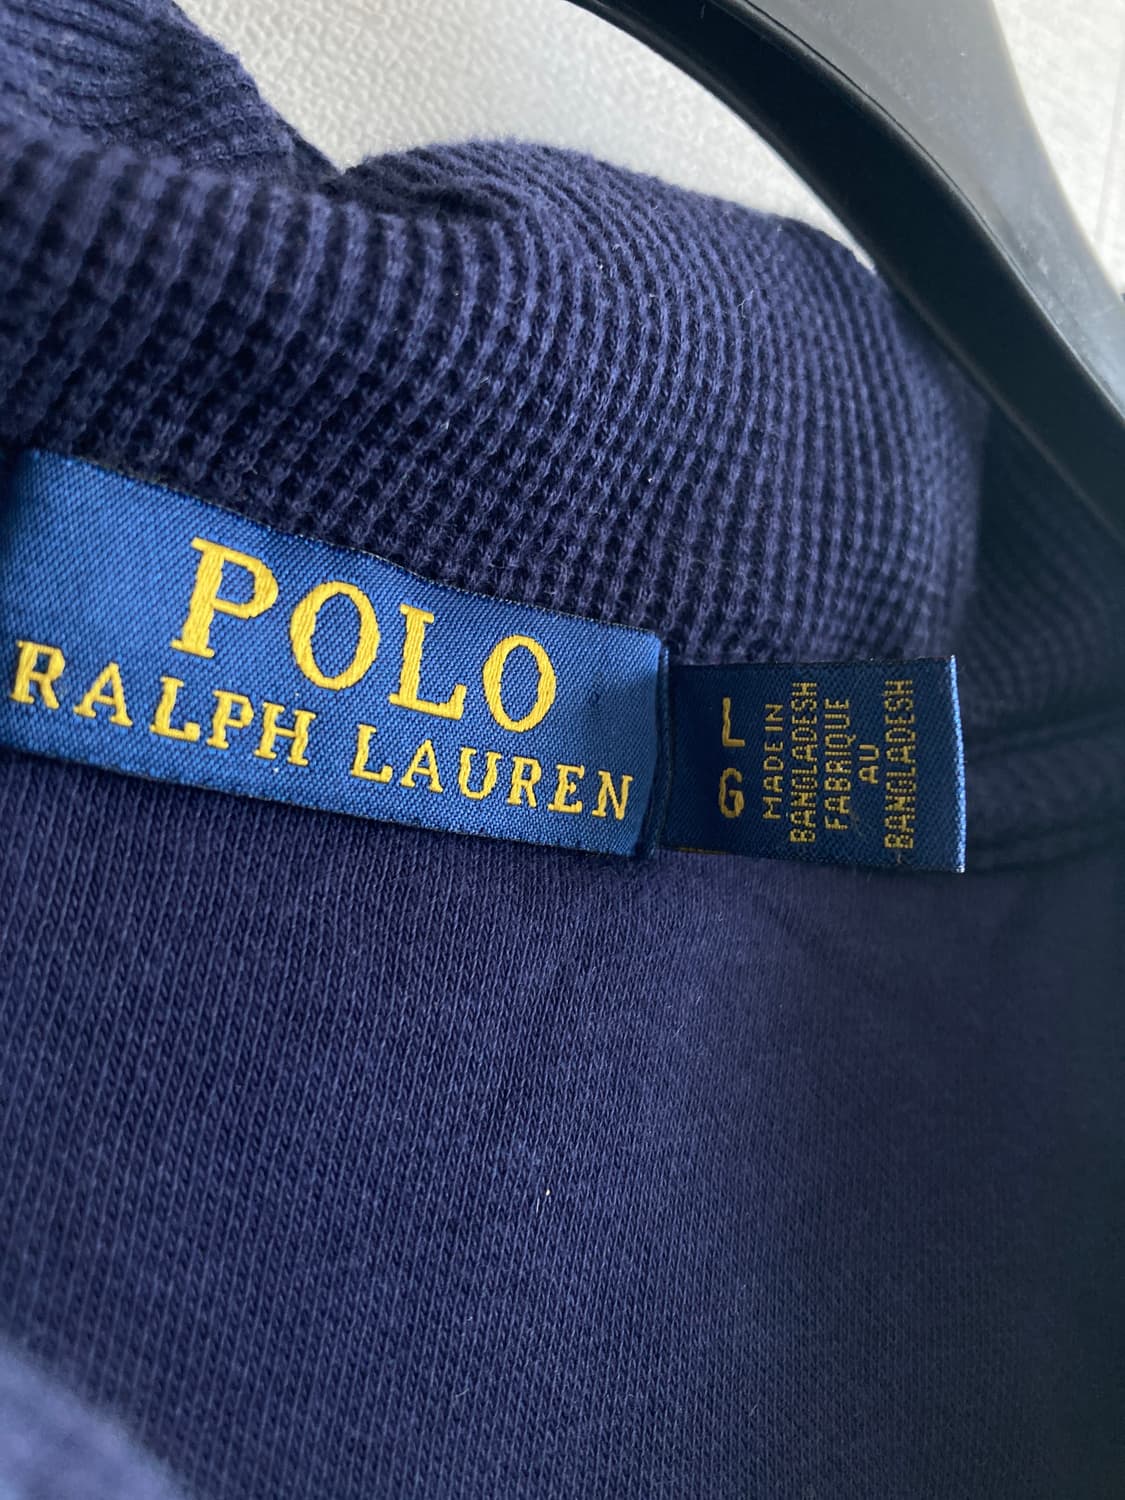 POLO
RALPH LAUREN
L
G
MADE IN
BANGLADESH
FABRIQUE
AU
BANGLADESH